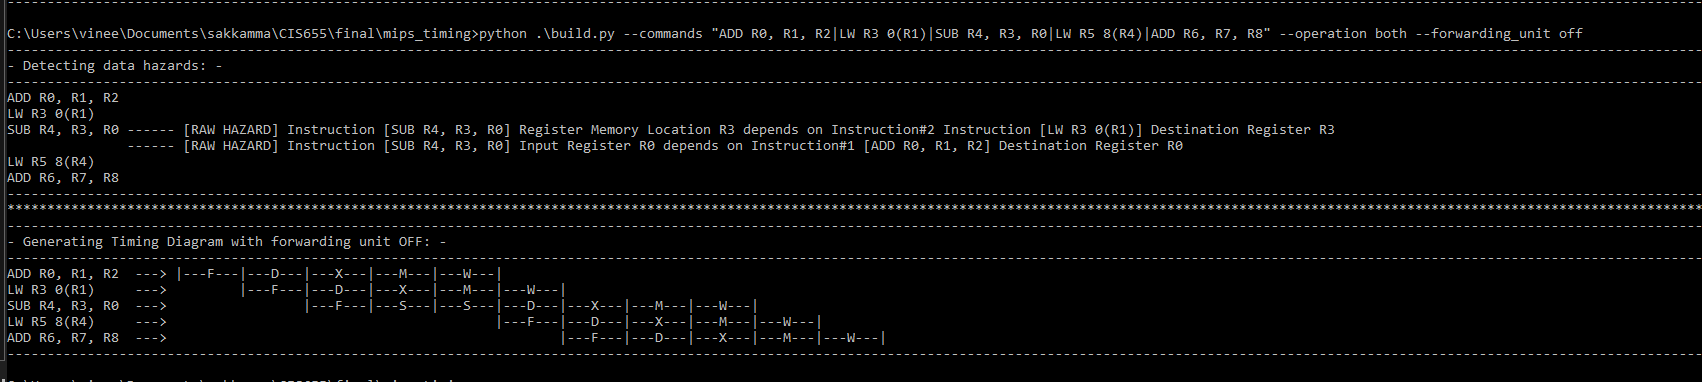 C:\Users\vinee\Documents\sakkamma\CIS655\final\mips_timing>python .\build.py --commands "ADD R0, R1, R2|LW R3 0(R1)|SUB R4, R3, R0|LW R5 8(R4)|ADD R6, R7, R8" --operation both --forwarding_unit off
- Detecting data hazards: -
ADD R0, R1, R2
LW R3 0(R1)
SUB R4, R3, R0 ------ [RAW HAZARD] Instruction [SUB R4, R3, R0] Register Memory Location R3 depends on Instruction#2 Instruction [LW R3 0(R1)] Destination Register R3
------ [RAW HAZARD] Instruction [SUB R4, R3, R0] Input Register R0 depends on Instruction#1 [ADD R0, R1, R2] Destination Register R0
LW R5 8(R4)
ADD R6, R7, R8
- Generating Timing Diagram with forwarding unit OFF: -
ADD R0, R1, R2  ---> |---F---|---D---|---X---|---M---|---W---|
LW R3 0(R1)     --->         |---F---|---D---|---X---|---M---|---W---|
SUB R4, R3, R0  --->                 |---F---|---S---|---S---|---D---|---X---|---M---|---W---|
LW R5 8(R4)     --->                                         |---F---|---D---|---X---|---M---|---W---|
ADD R6, R7, R8  --->                                                 |---F---|---D---|---X---|---M---|---W---|